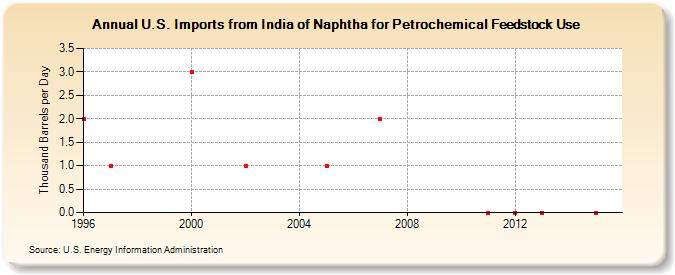 Annual U.S. Imports from India of Naphtha for Petrochemical Feedstock Use
Thousand Barrels per Day
3.5
3.0
2.5
2.0
1.5
1.0
0.5
0.0
1996 2000 2004 2008 2012
Source: U.S. Energy Information Administration